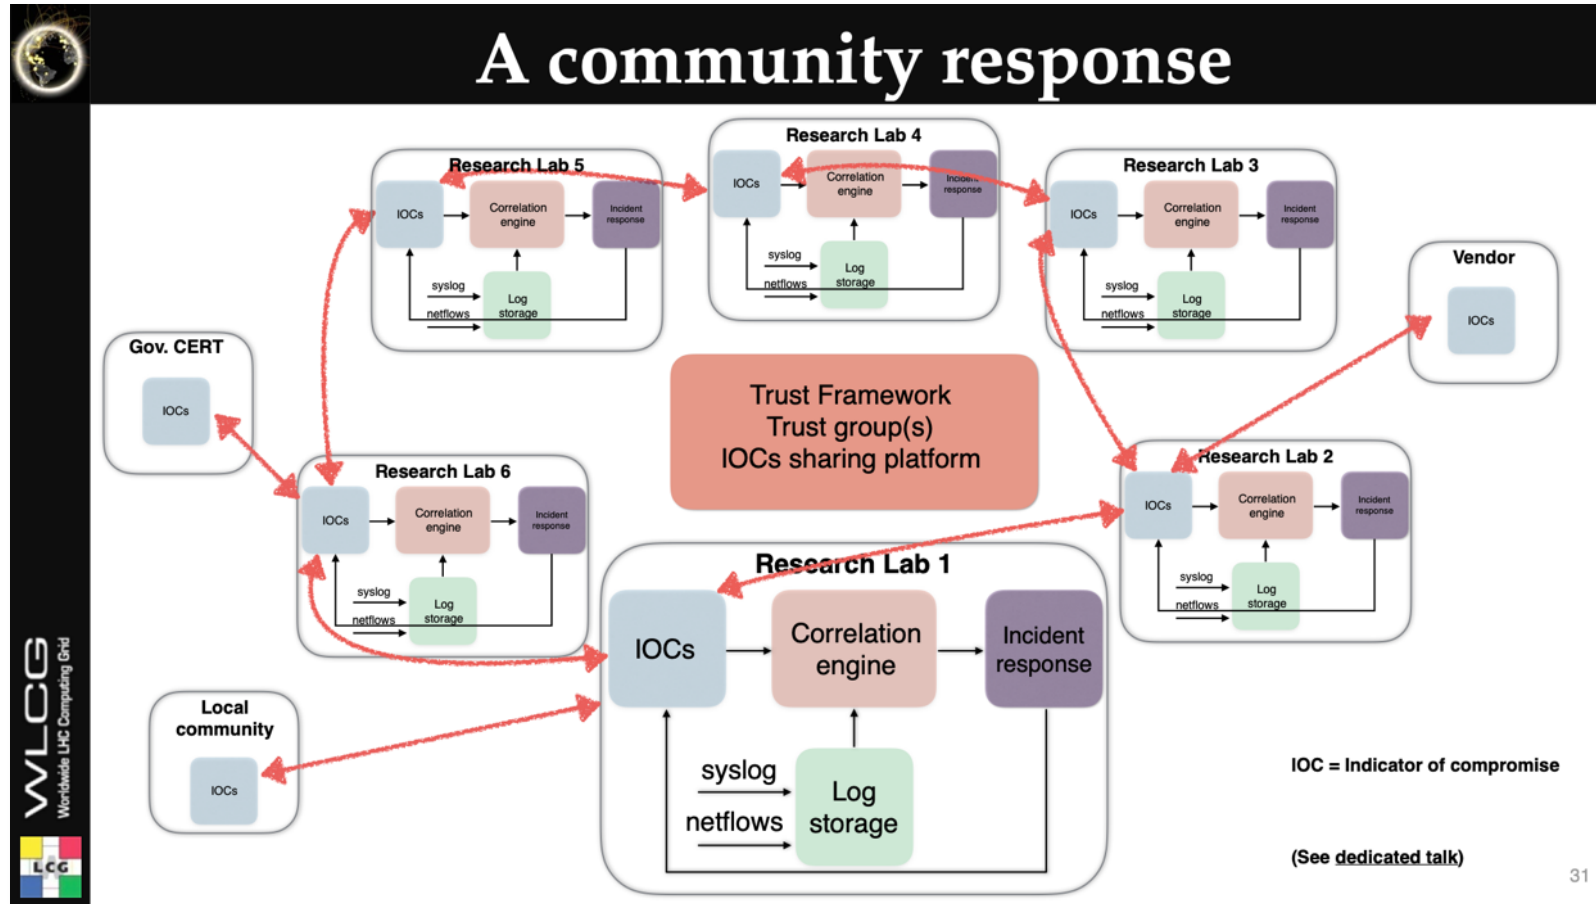 A community response
Research Lab 5
IOCs
Correlation
engine
Incident
response
syslog
netflows
Log
storage
Research Lab 4
IOCs
Correlation
engine
Incident
response
syslog
netflows
Log
storage
Research Lab 3
IOCs
Correlation
engine
Incident
response
syslog
netflows
Log
storage
Vendor
IOCs
Gov. CERT
IOCs
Trust Framework
Trust group(s)
IOCs sharing platform
Research Lab 6
IOCs
Correlation
engine
Incident
response
syslog
netflows
Log
storage
Research Lab 2
IOCs
Correlation
engine
Incident
response
syslog
netflows
Log
storage
Research Lab 1
IOCs
Correlation
engine
Incident
response
syslog
netflows
Log
storage
Local
community
IOCs
IOC = Indicator of compromise
(See dedicated talk)
31
WLCG
Worldwide LHC Computing Grid
LCG